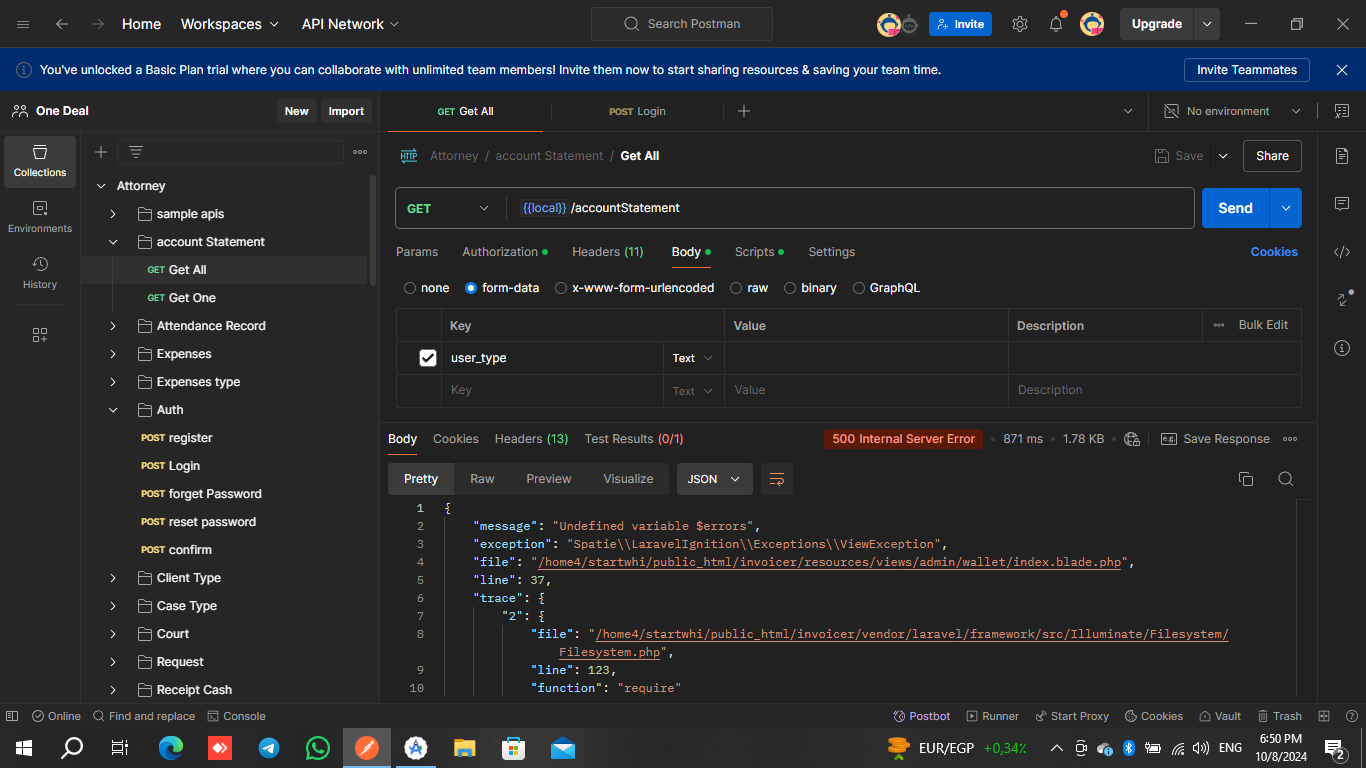 Home
Workspaces
API Network
Search Postman
Invite
Upgrade
You've unlocked a Basic Plan trial where you can collaborate with unlimited team members! Invite them now to start sharing resources & saving your team time.
Invite Teammates
One Deal
New
Import
GET Get All
POST Login
No environment
Collections
Environments
History
Attorney
sample apis
account Statement
GET Get All
GET Get One
Attendance Record
Expenses
Expenses type
Auth
POST register
POST Login
POST forget Password
POST reset password
POST confirm
Client Type
Case Type
Court
Request
Receipt Cash
HTTP Attorney / account Statement / Get All
Save
Share
GET
{{local}} /accountStatement
Send
Params
Authorization
Headers (11)
Body
Scripts
Settings
Cookies
none
form-data
x-www-form-urlencoded
raw
binary
GraphQL
Key
Value
Description
Bulk Edit
user_type
Text
Key
Text
Value
Description
Body
Cookies
Headers (13)
Test Results (0/1)
500 Internal Server Error
871 ms
1.78 KB
e.g. Save Response
Pretty
Raw
Preview
Visualize
JSON
1 {
2 "message": "Undefined variable $errors",
3 "exception": "Spatie\\LaravelIgnition\\Exceptions\\ViewException",
4 "file": "/home4/startwhi/public_html/invoicer/resources/views/admin/wallet/index.blade.php",
5 "line": 37,
6 "trace": {
7 "2": {
8 "file": "/home4/startwhi/public_html/invoicer/vendor/laravel/framework/src/Illuminate/Filesystem/
Filesystem.php",
9 "line": 123,
10 "function": "require"
Online
Find and replace
Console
Postbot
Runner
Start Proxy
Cookies
Vault
Trash
EUR/EGP
+0,34%
ENG
6:50 PM
10/8/2024
2